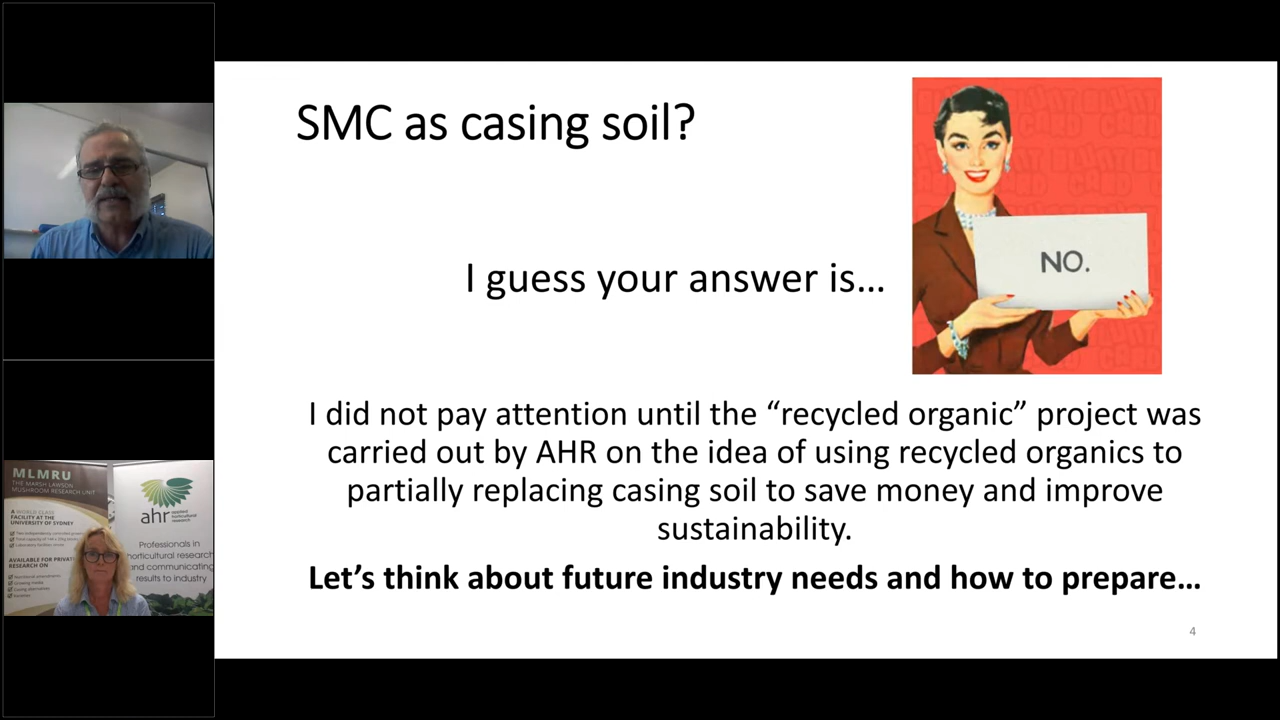 SMC as casing soil?
I guess your answer is...
NO.
I did not pay attention until the “recycled organic” project was
carried out by AHR on the idea of using recycled organics to
partially replacing casing soil to save money and improve
sustainability.
Let’s think about future industry needs and how to prepare...
4
MLMRU
THE MARSH LAWSON
MUSHROOM RESEARCH UNIT
A WORLD CLASS
FACILITY AT THE
UNIVERSITY OF SYDNEY
AVAILABLE FOR
RESEARCH ON
ahr
applied
horticultural
research
Professionals in
horticultural research
and communicating
results to industry